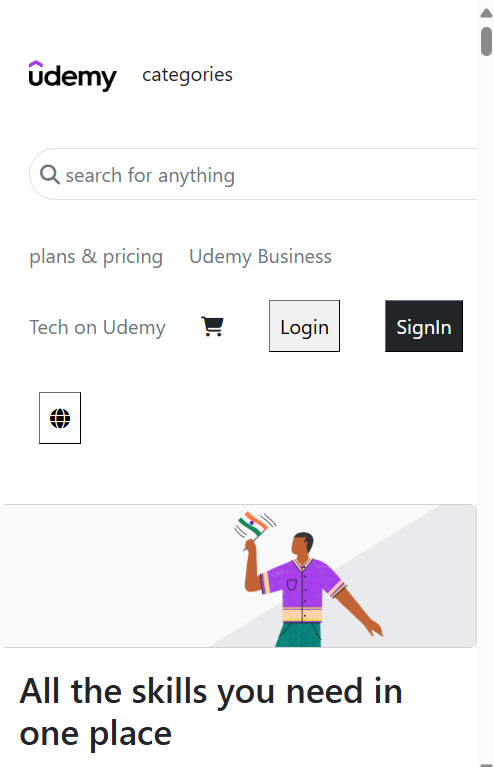 udemy categories
search for anything
plans & pricing Udemy Business
Tech on Udemy Login SignIn
All the skills you need in
one place